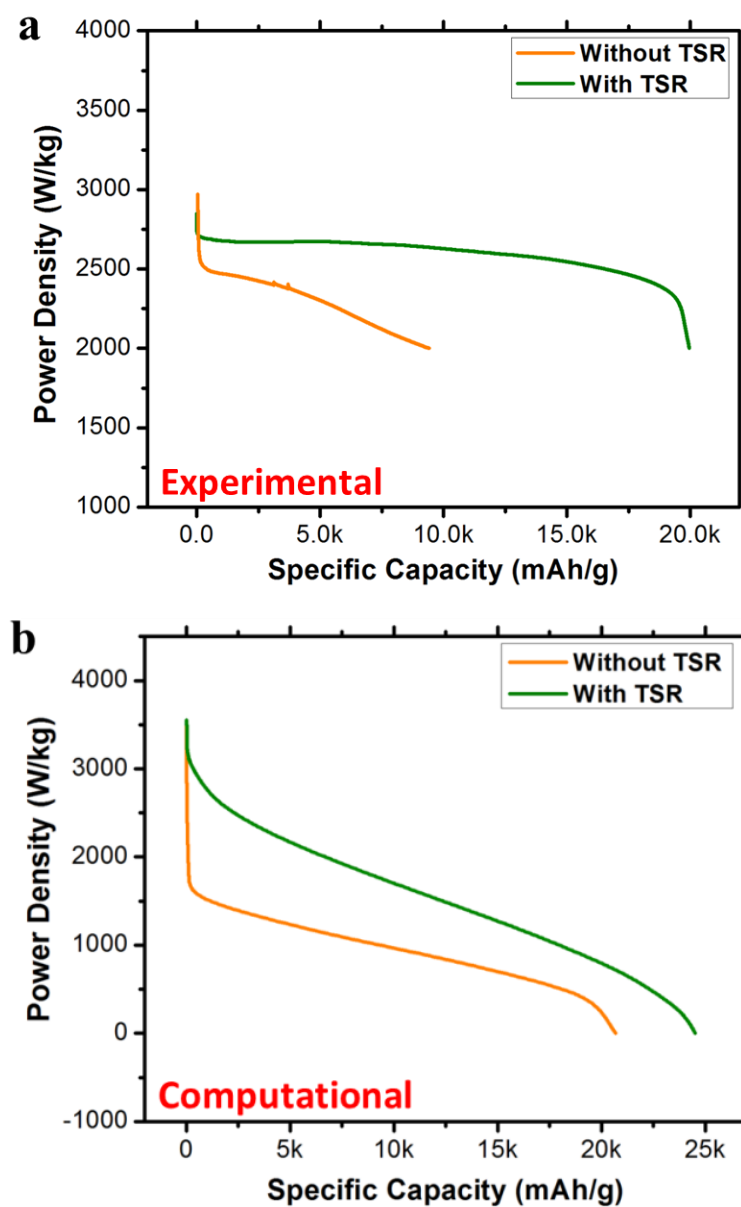 a
4000
3500
3000
2500
2000
1500
1000
Power Density (W/kg)
Without TSR
With TSR
Experimental
0.0 5.0k 10.0k 15.0k 20.0k
Specific Capacity (mAh/g)
b
4000
3000
2000
1000
0
-1000
Power Density (W/kg)
Without TSR
With TSR
Computational
0 5k 10k 15k 20k 25k
Specific Capacity (mAh/g)